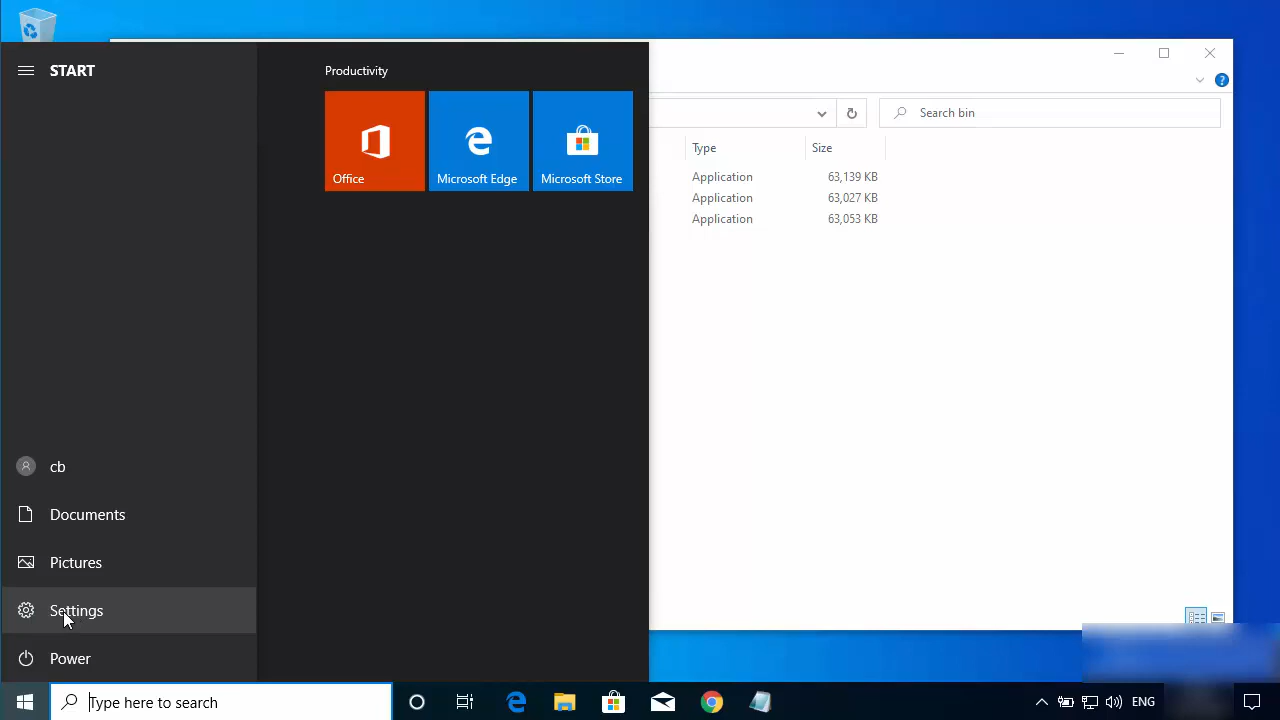 START
Productivity
Office
Microsoft Edge
Microsoft Store
cb
Documents
Pictures
Settings
Power
Type here to search
Search bin
Type Size
Application 63,139 KB
Application 63,027 KB
Application 63,053 KB
ENG